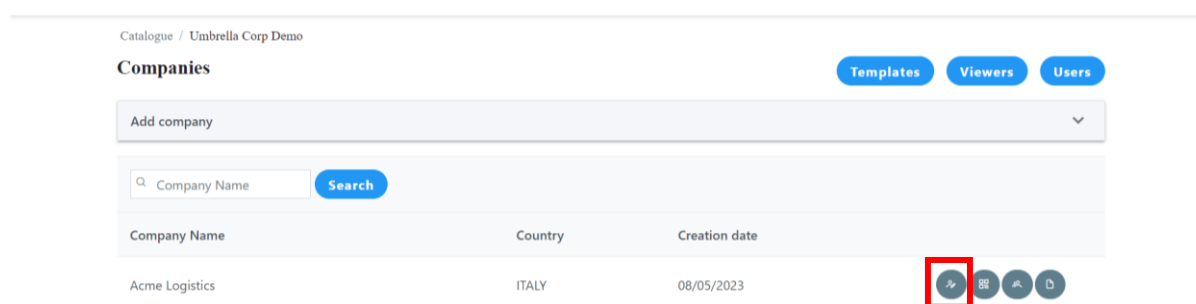 Catalogue / Umbrella Corp Demo
Companies
Templates Viewers Users
Add company
Company Name Search
Company Name Country Creation date
Acme Logistics ITALY 08/05/2023